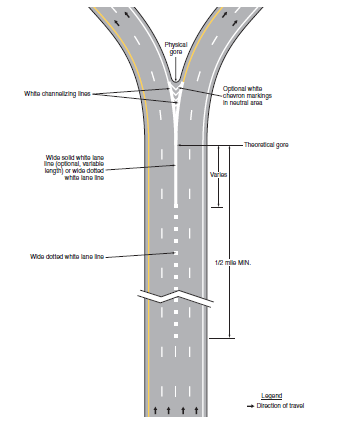 Physical
gore
White channelizing lines
Optional white
chevron markings
in neutral area
Theoretical gore
Wide solid white lane
line (optional, variable
length) or wide dotted
white lane line
Varies
Wide dotted white lane line
1/2 mile MIN.
Legend
Direction of travel